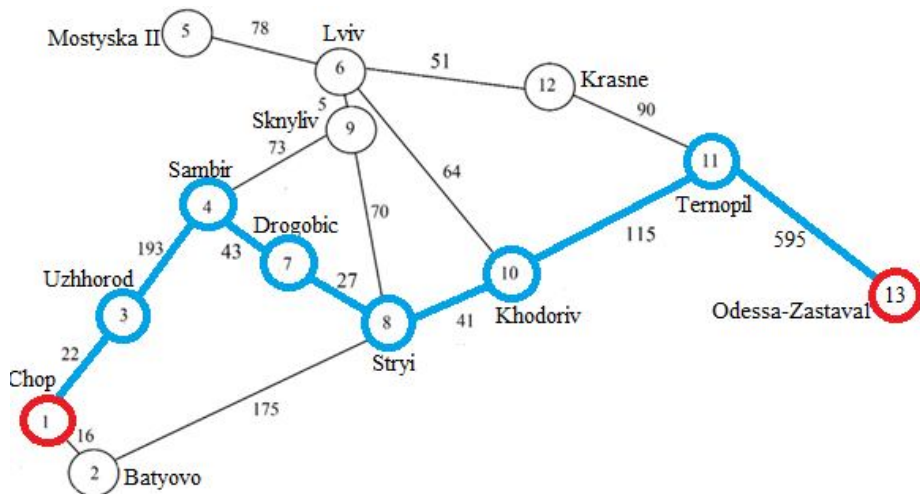 Mostyska II
5
78
Lviv
6
51
12
Krasne
5
Sknyliv
9
90
73
64
11
Sambir
4
Ternopil
70
Drogobic
7
193
43
115
595
Uzhhorod
27
10
3
Khodoriv
13
Odessa-Zastava1
41
8
Stryi
22
Chop
1
175
16
2
Batyovo